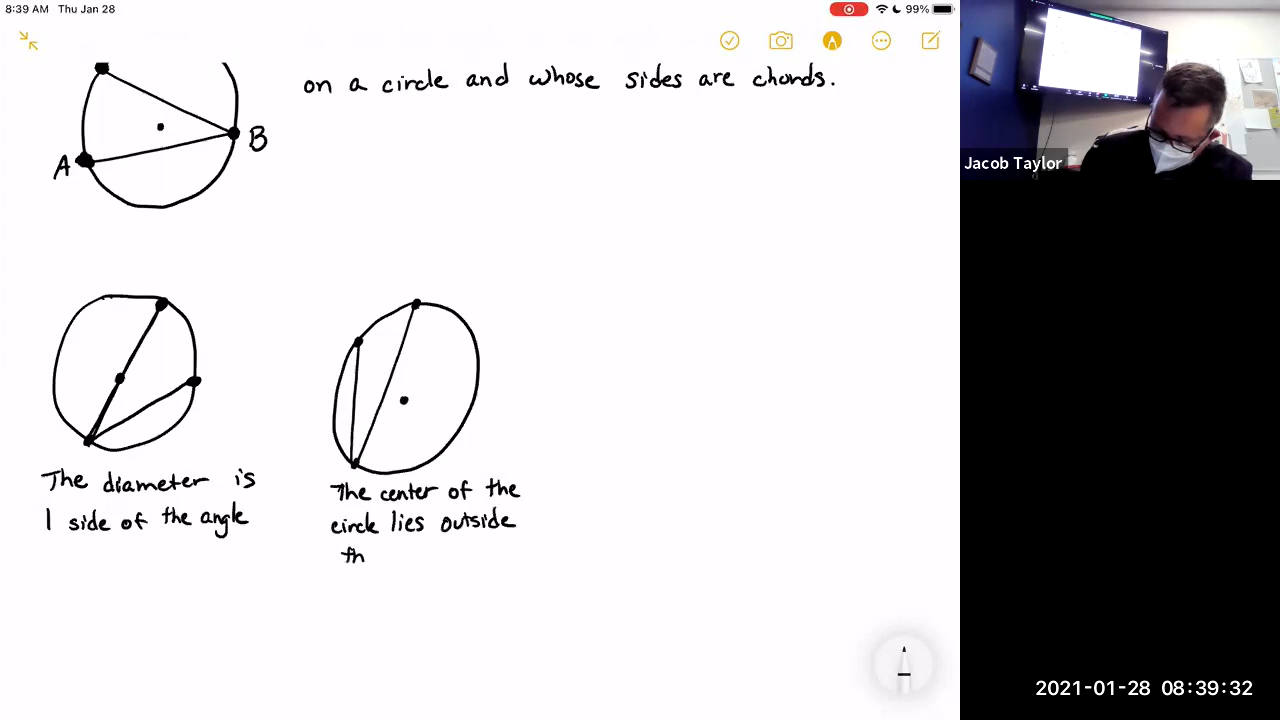 8:39 AM Thu Jan 28
99%
on a circle and whose sides are chords.
A
B
Jacob Taylor
The diameter is
1 side of the angle
The center of the
circle lies outside
th
2021-01-28 08:39:32